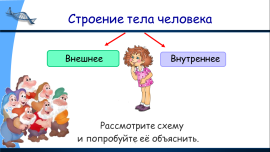 Строение тела человека
Внешнее
Внутреннее
Рассмотрите схему
и попробуйте её объяснить.